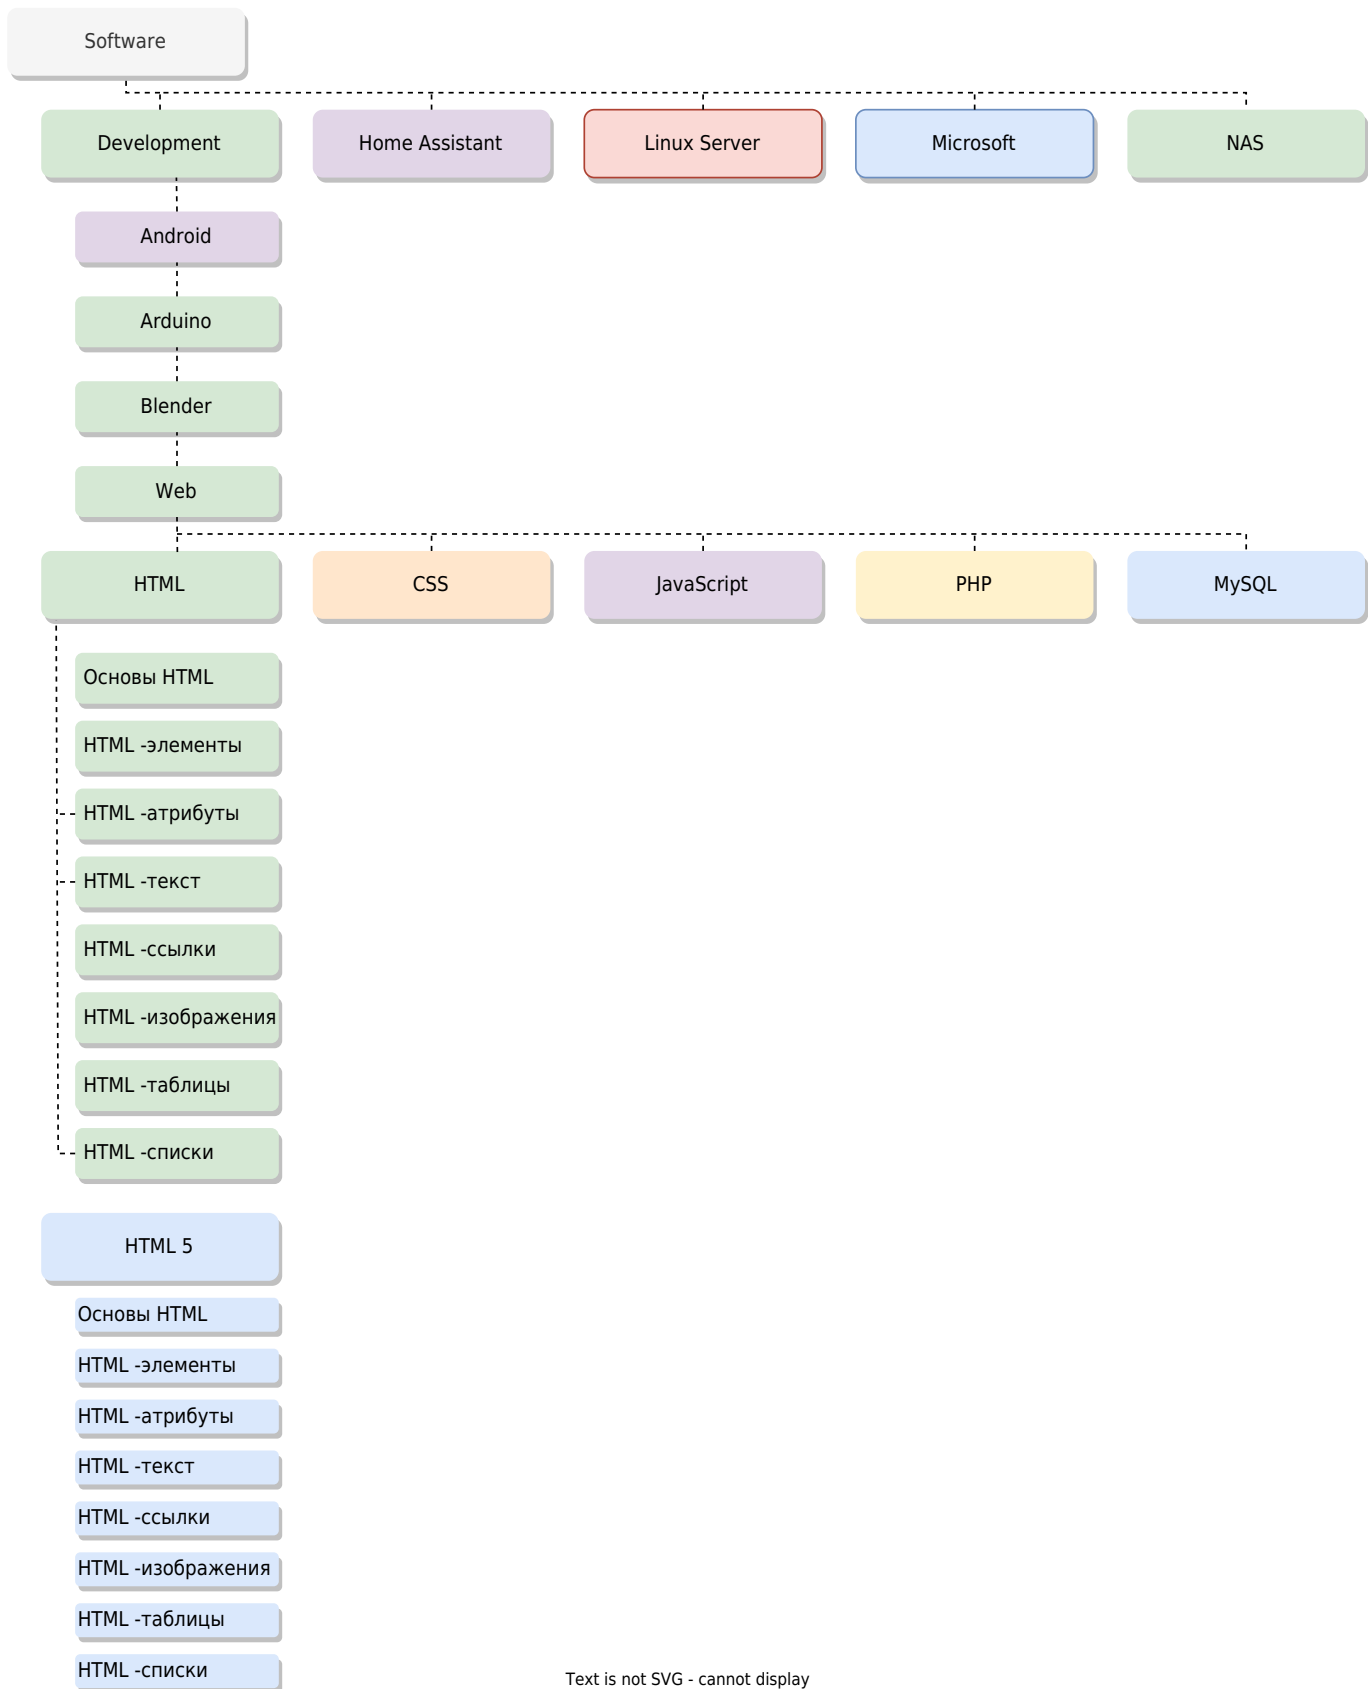 Software
Development
Home Assistant
Linux Server
Microsoft
NAS
Android
Arduino
Blender
Web
HTML
CSS
JavaScript
PHP
MySQL
Основы HTML
HTML -элементы
HTML -атрибуты
HTML -текст
HTML -ссылки
HTML -изображения
HTML -таблицы
HTML -списки
HTML 5
Основы HTML
HTML -элементы
HTML -атрибуты
HTML -текст
HTML -ссылки
HTML -изображения
HTML -таблицы
HTML -списки
Text is not SVG - cannot display